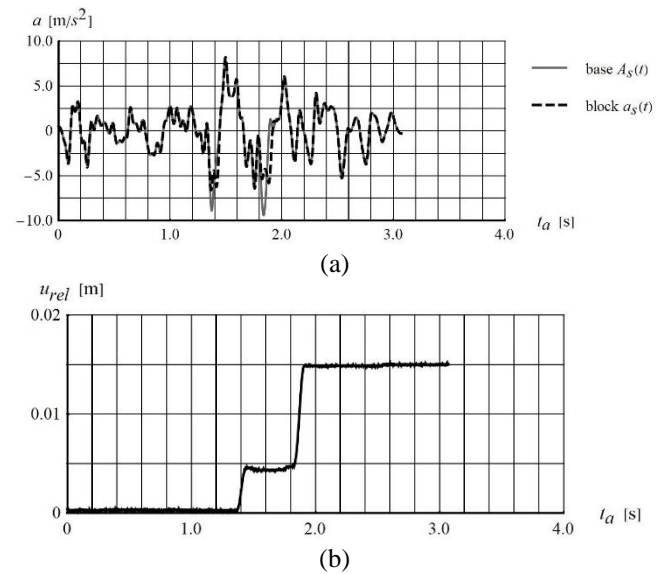 a [m/s²]
10.0
5.0
0
−5.0
−10.0
0 1.0 2.0 3.0 4.0
t_a [s]
base A_s(t)
block a_s(t)
(a)
u_rel [m]
0.02
0.01
0
0 1.0 2.0 3.0 4.0
t_a [s]
(b)